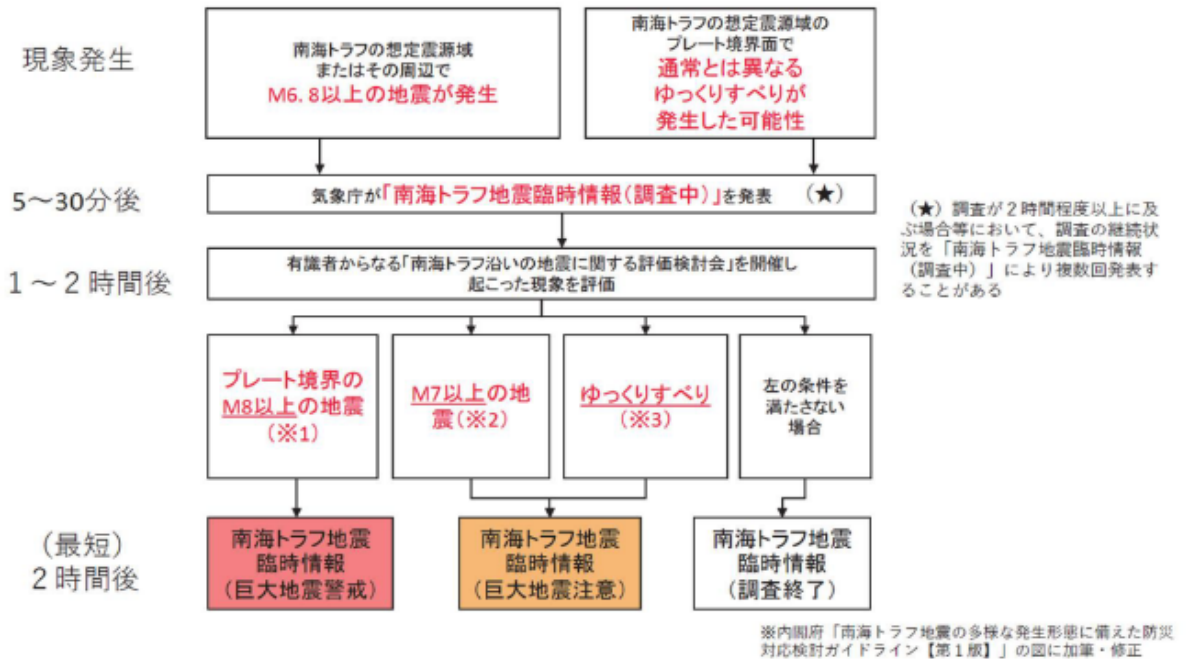 現象発生
南海トラフの想定震源域
またはその周辺で
M6.8以上の地震が発生
南海トラフの想定震源域の
プレート境界面で
通常とは異なる
ゆっくりすべりが
発生した可能性
5～30分後
気象庁が「南海トラフ地震臨時情報(調査中)」を発表 (★)
(★)調査が2時間程度以上に及
ぶ場合等において、調査の継続状
況を「南海トラフ地震臨時情報
(調査中)」により複数回発表す
ることがある
1～2時間後
有識者からなる「南海トラフ沿いの地震に関する評価検討会」を開催し
起こった現象を評価
プレート境界の
M8以上の地震
(※1)
M7以上の地
震(※2)
ゆっくりすべり
(※3)
左の条件を
満たさない
場合
(最短)
2時間後
南海トラフ地震
臨時情報
(巨大地震警戒)
南海トラフ地震
臨時情報
(巨大地震注意)
南海トラフ地震
臨時情報
(調査終了)
※内閣府「南海トラフ地震の多様な発生形態に備えた防災
対応検討ガイドライン【第1版】」の図に加筆・修正